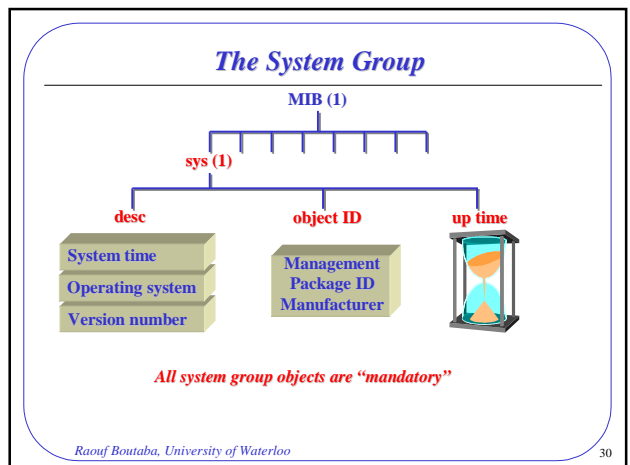 The System Group
MIB (1)
sys (1)
desc
object ID
up time
System time
Operating system
Version number
Management
Package ID
Manufacturer
All system group objects are “mandatory”
Raouf Boutaba, University of Waterloo
30